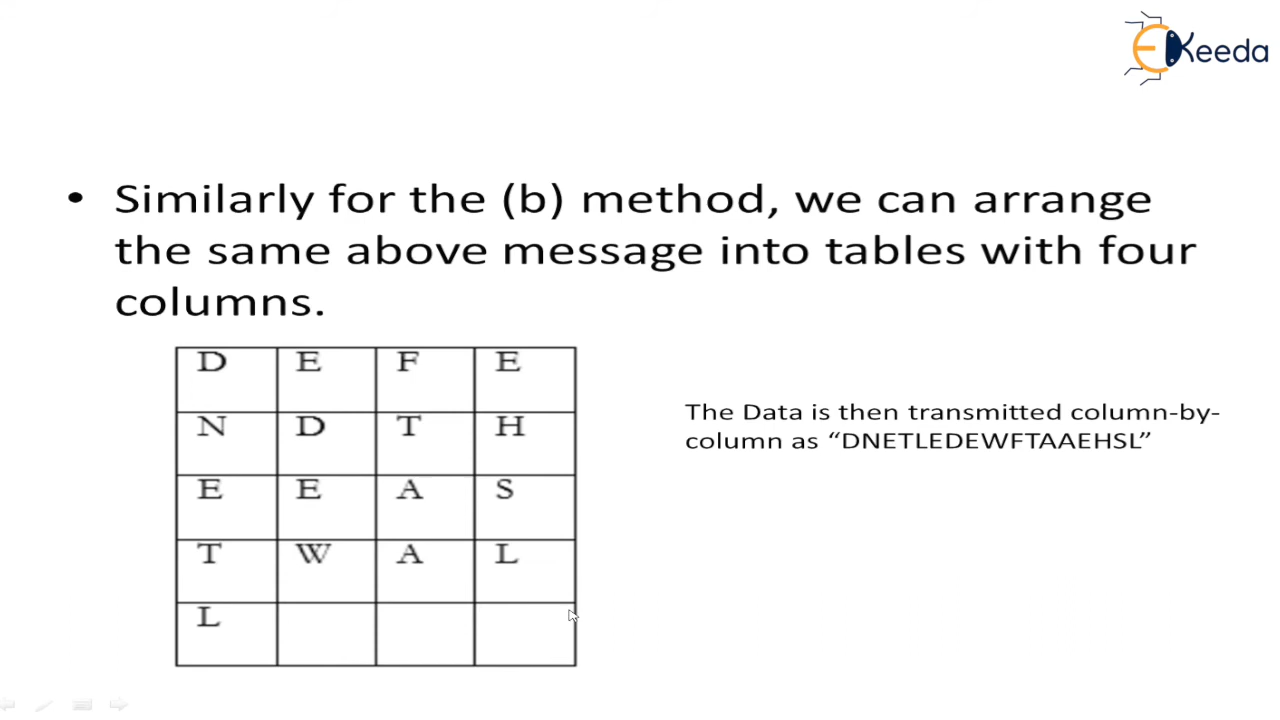 EKeeda
• Similarly for the (b) method, we can arrange
the same above message into tables with four
columns.
D E F E
N D T H
E E A S
T W A L
L
The Data is then transmitted column-by-
column as “DNETLEDEWFTAAEHSL”